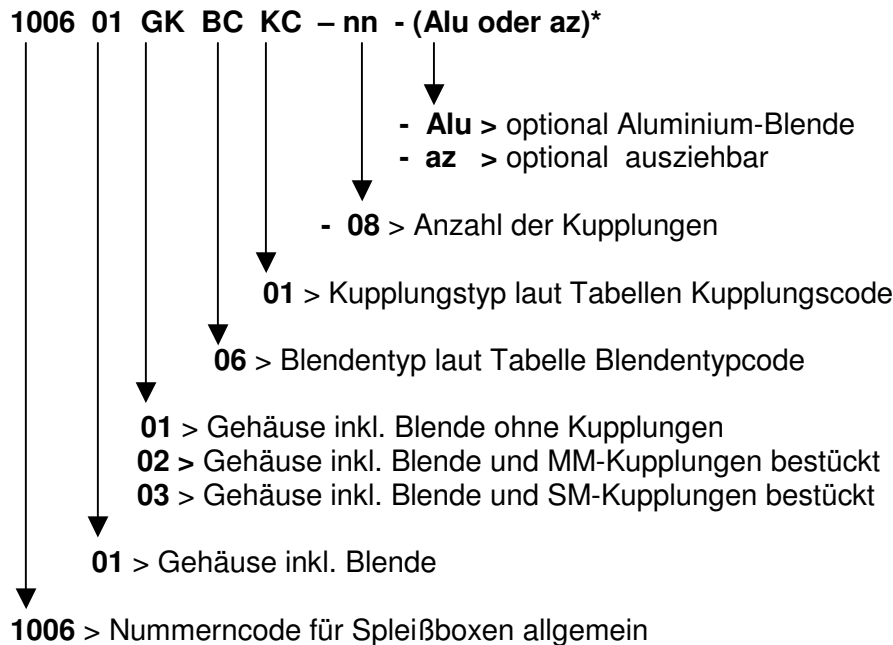 1006 01 GK BC KC – nn - (Alu oder az)*
- Alu > optional Aluminium-Blende
- az > optional ausziehbar
- 08 > Anzahl der Kupplungen
01 > Kupplungstyp laut Tabellen Kupplungscode
06 > Blendentyp laut Tabelle Blendentypcode
01 > Gehäuse inkl. Blende ohne Kupplungen
02 > Gehäuse inkl. Blende und MM-Kupplungen bestückt
03 > Gehäuse inkl. Blende und SM-Kupplungen bestückt
01 > Gehäuse inkl. Blende
1006 > Nummerncode für Spleißboxen allgemein